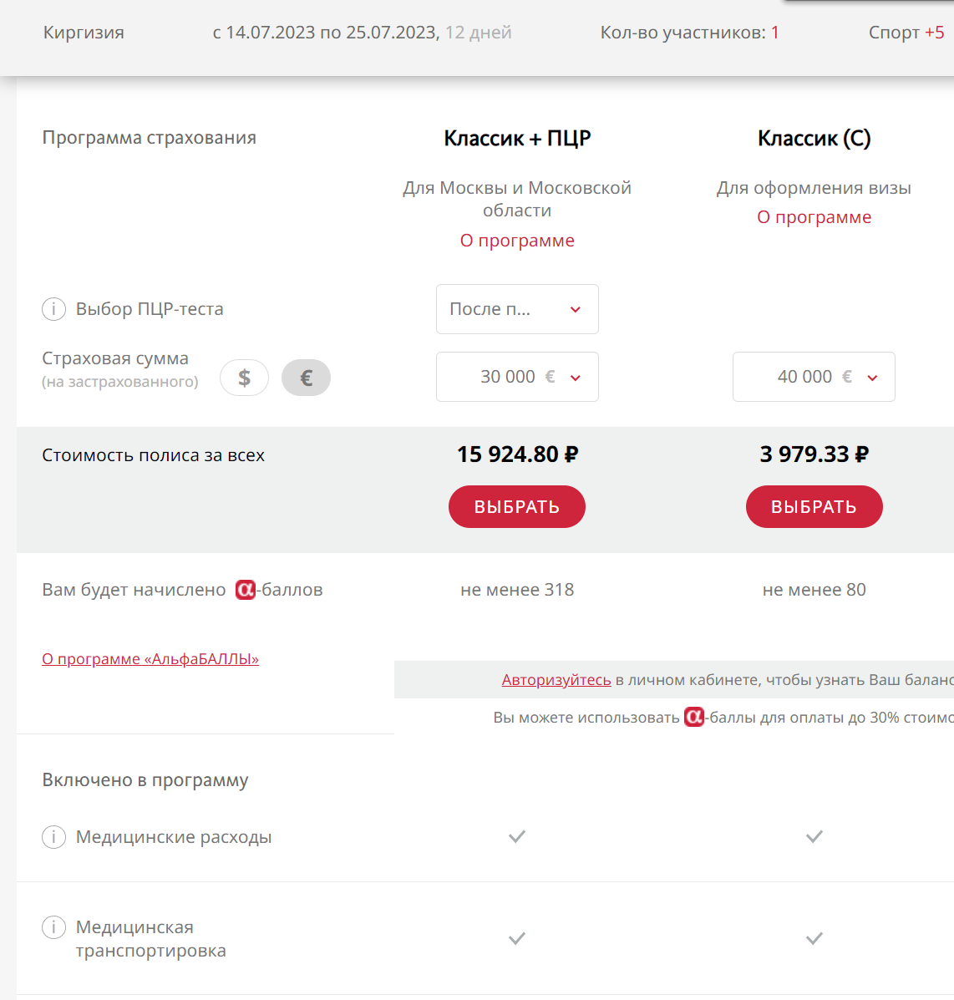 Киргизия с 14.07.2023 по 25.07.2023, 12 дней Кол-во участников: 1 Спорт +5
Программа страхования
Классик + ПЦР
Классик (С)
Для Москвы и Московской
области
О программе
Для оформления визы
О программе
Выбор ПЦР-теста
После п...
Страховая сумма
(на застрахованного)
$ €
30 000 €
40 000 €
Стоимость полиса за всех
15 924.80 ₽
3 979.33 ₽
ВЫБРАТЬ
ВЫБРАТЬ
Вам будет начислено α-баллов
не менее 318
не менее 80
О программе «АльфаБАЛЛЫ»
Авторизуйтесь в личном кабинете, чтобы узнать Ваш
Вы можете использовать α-баллы для оплаты до 30%
Включено в программу
Медицинские расходы
Медицинская
транспортировка